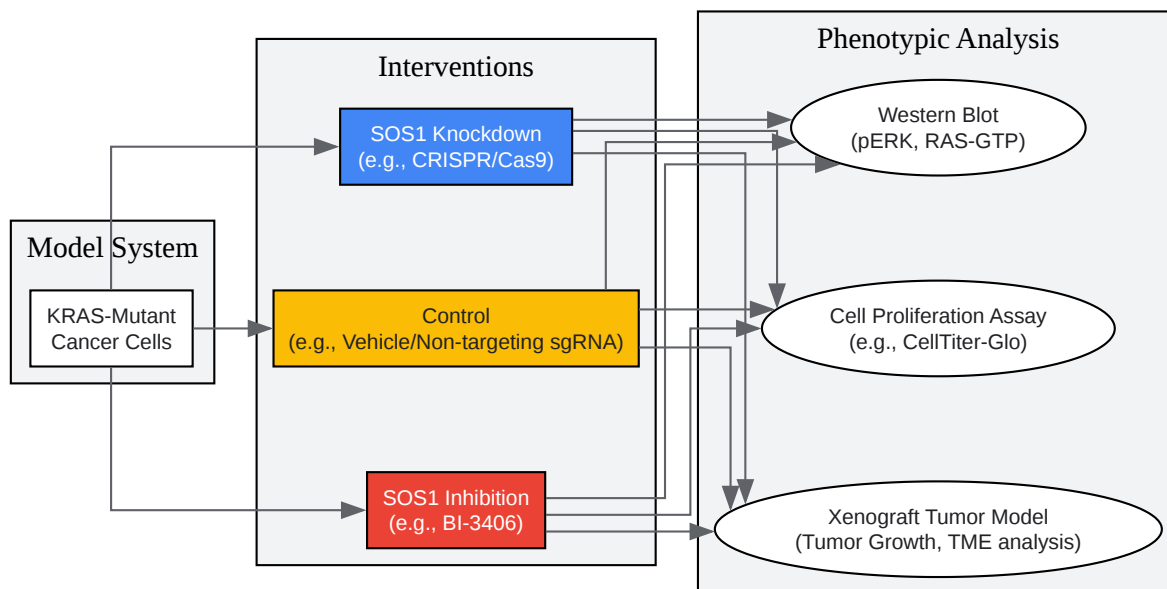 Model System
KRAS-Mutant
Cancer Cells
Interventions
SOS1 Knockdown
(e.g., CRISPR/Cas9)
Control
(e.g., Vehicle/Non-targeting sgRNA)
SOS1 Inhibition
(e.g., BI-3406)
Phenotypic Analysis
Western Blot
(pERK, RAS-GTP)
Cell Proliferation Assay
(e.g., CellTiter-Glo)
Xenograft Tumor Model
(Tumor Growth, TME analysis)